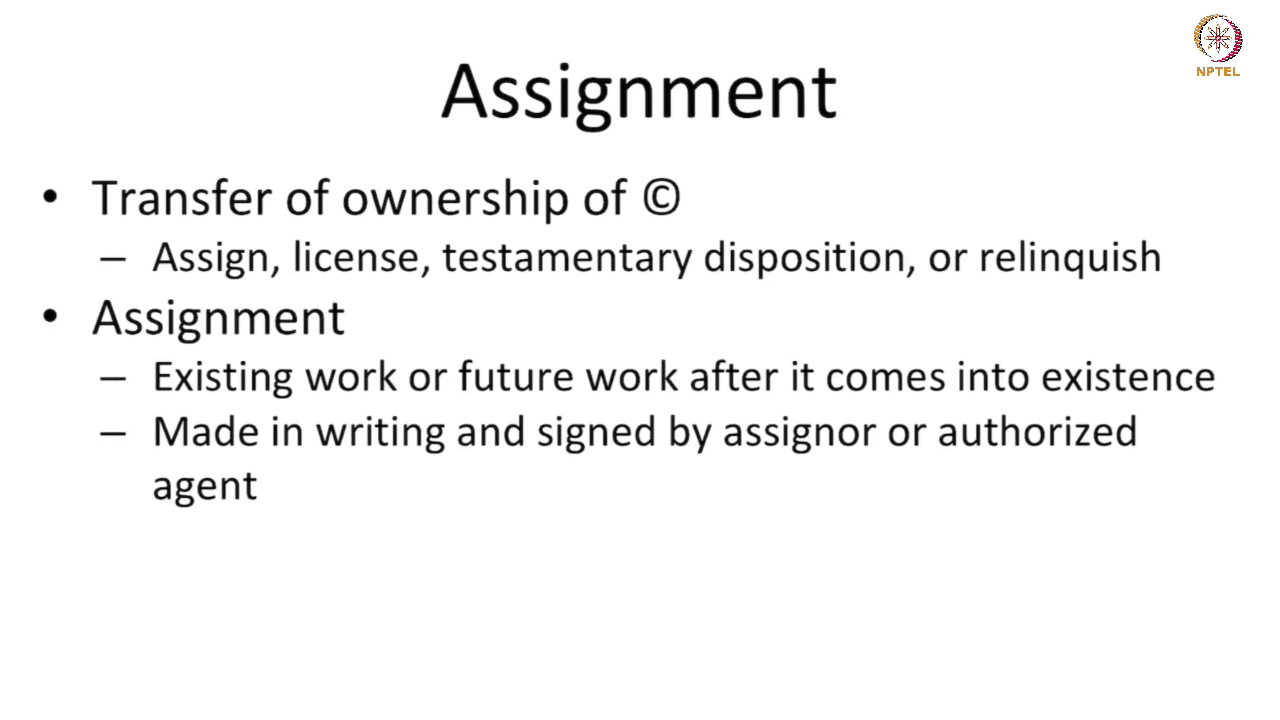 NPTEL
Assignment
• Transfer of ownership of ©
– Assign, license, testamentary disposition, or relinquish
• Assignment
– Existing work or future work after it comes into existence
– Made in writing and signed by assignor or authorized
agent